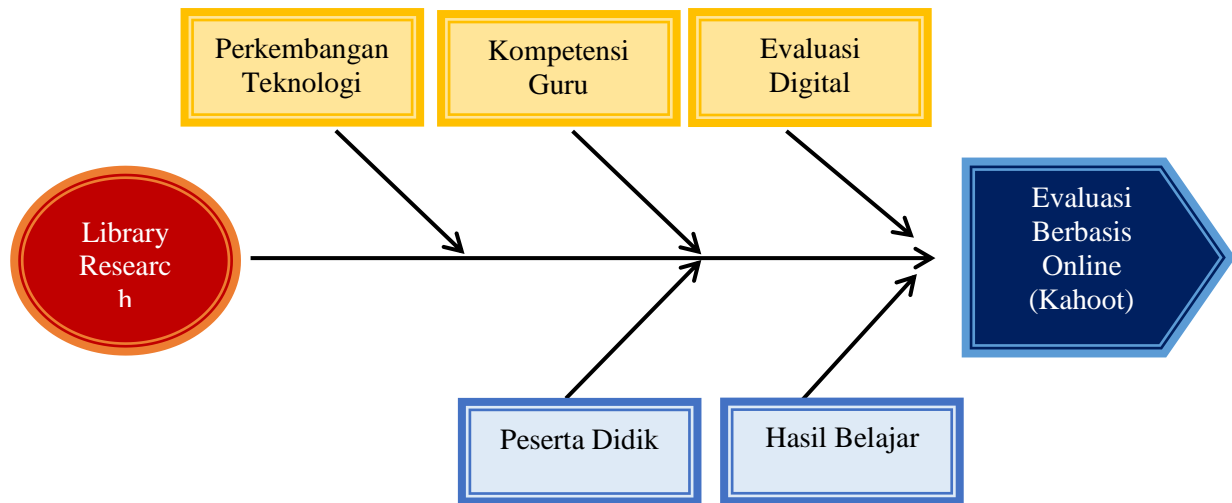 Perkembangan
Teknologi
Kompetensi
Guru
Evaluasi
Digital
Library
Researc
h
Evaluasi
Berbasis
Online
(Kahoot)
Peserta Didik
Hasil Belajar